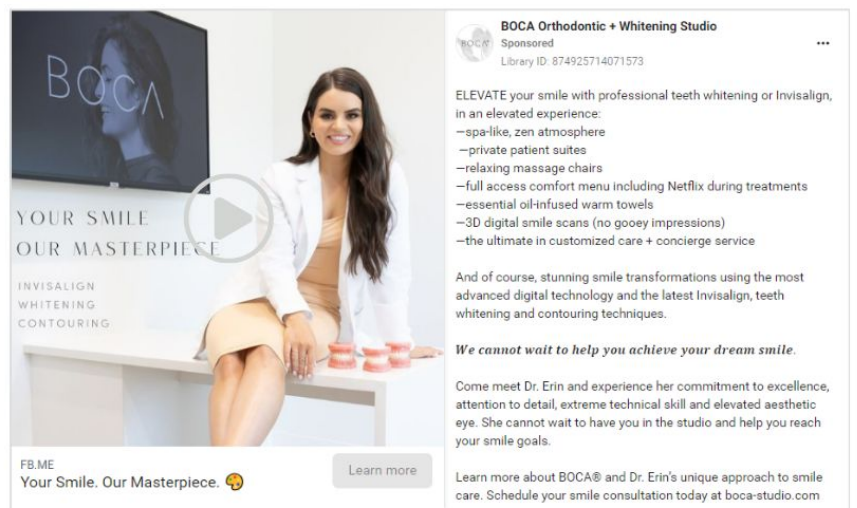 BOCA
YOUR SMILE
OUR MASTERPIECE
INVISALIGN
WHITENING
CONTOURING
FB.ME
Your Smile. Our Masterpiece. 🎨
Learn more
BOCA
BOCA Orthodontic + Whitening Studio
Sponsored
Library ID: 874925714071573
ELEVATE your smile with professional teeth whitening or Invisalign,
in an elevated experience:
—spa-like, zen atmosphere
—private patient suites
—relaxing massage chairs
—full access comfort menu including Netflix during treatments
—essential oil-infused warm towels
—3D digital smile scans (no gooey impressions)
—the ultimate in customized care + concierge service
And of course, stunning smile transformations using the most
advanced digital technology and the latest Invisalign, teeth
whitening and contouring techniques.
We cannot wait to help you achieve your dream smile.
Come meet Dr. Erin and experience her commitment to excellence,
attention to detail, extreme technical skill and elevated aesthetic
eye. She cannot wait to have you in the studio and help you reach
your smile goals.
Learn more about BOCA® and Dr. Erin's unique approach to smile
care. Schedule your smile consultation today at boca-studio.com